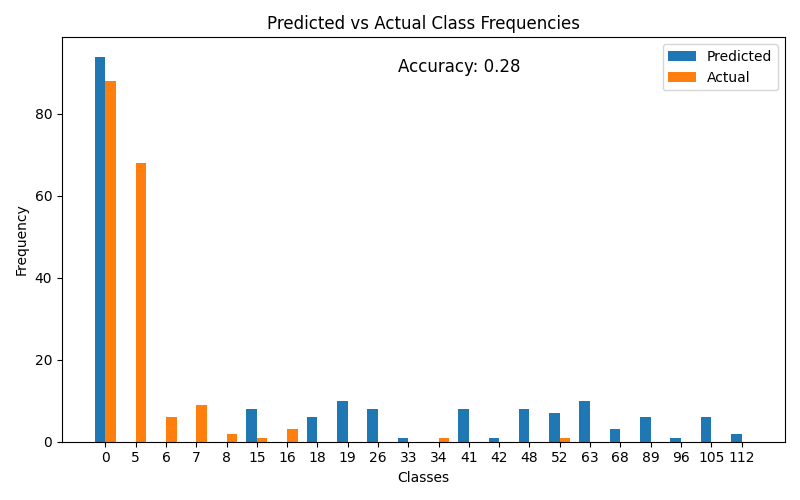 Predicted vs Actual Class Frequencies
Accuracy: 0.28
Predicted
Actual
80
60
40
20
0
Frequency
0 5 6 7 8 15 16 18 19 26 33 34 41 42 48 52 63 68 89 96 105 112
Classes